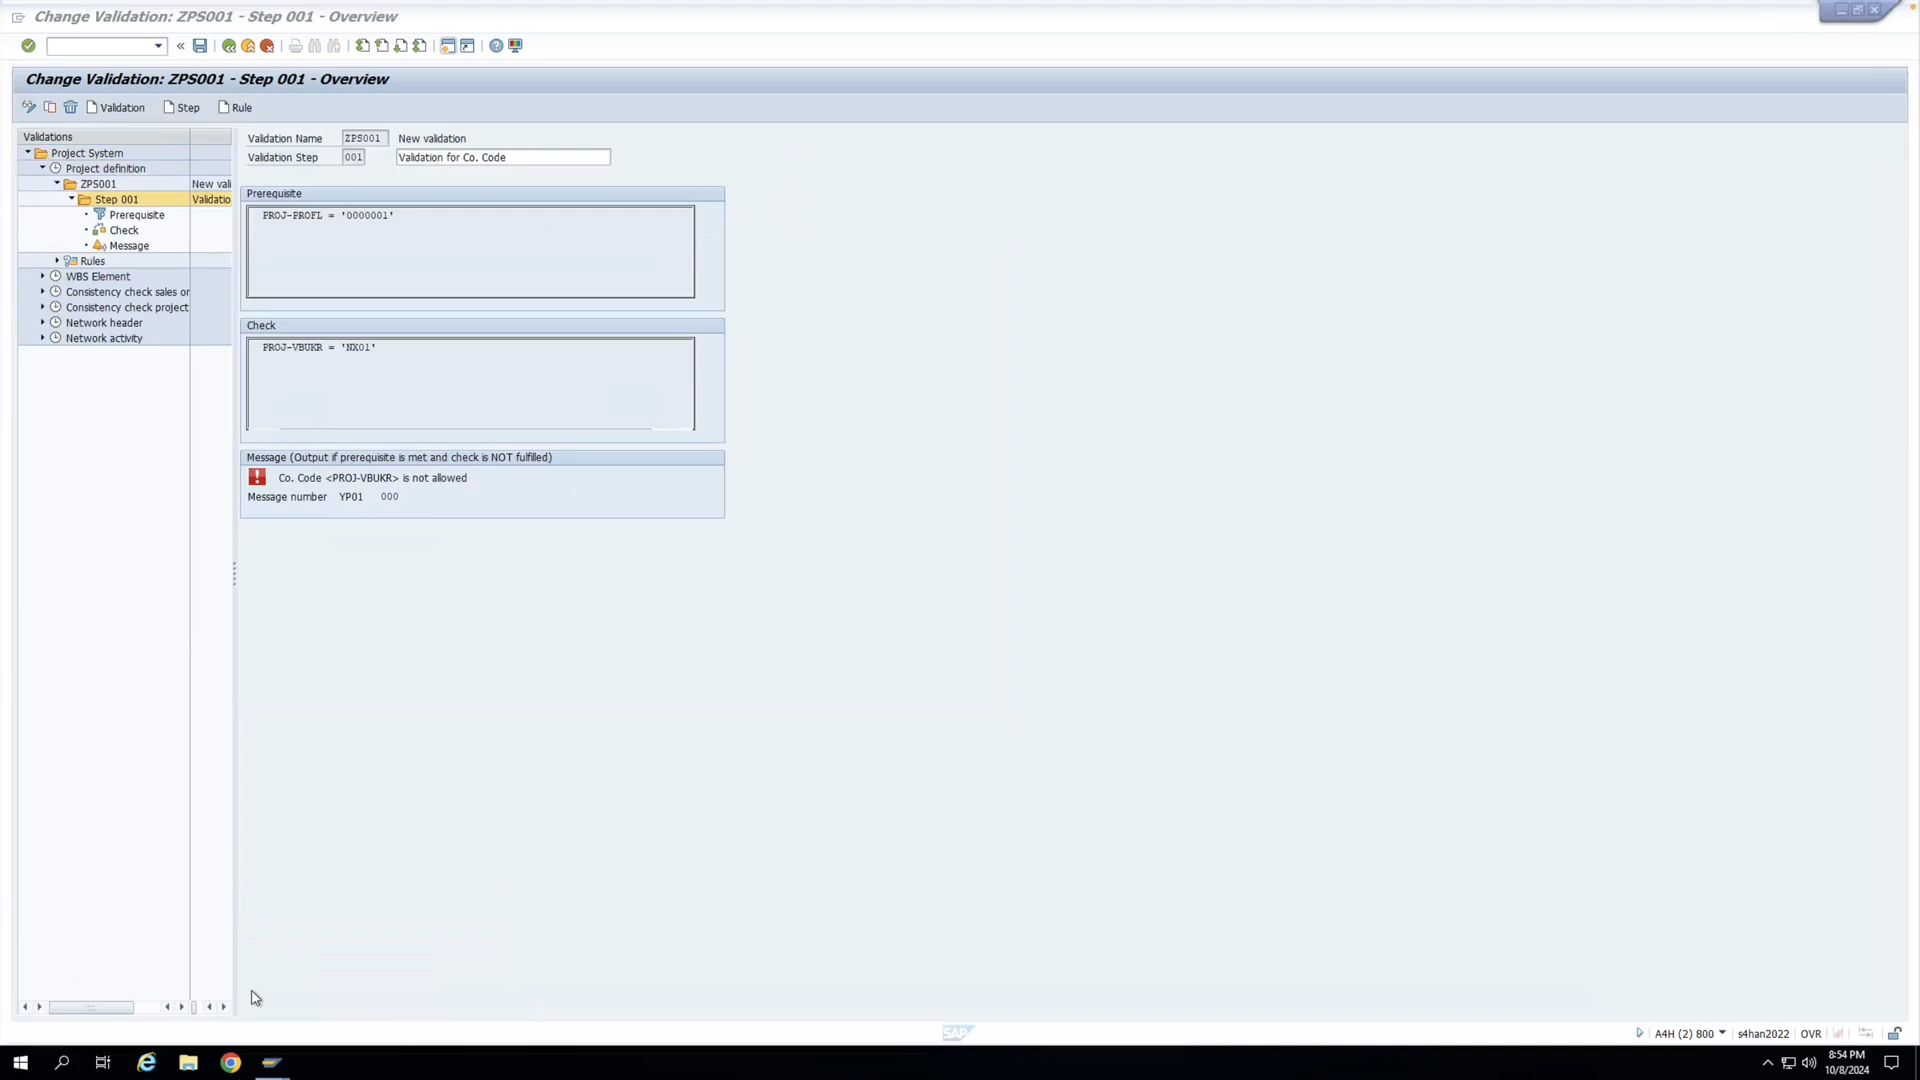 Change Validation: ZPS001 - Step 001 - Overview
Change Validation: ZPS001 - Step 001 - Overview
Validation Step Rule
Validations
Project System
Project definition
ZPS001 New vali
Step 001 Validatio
Prerequisite
Check
Message
Rules
WBS Element
Consistency check sales or
Consistency check project
Network header
Network activity
Validation Name ZPS001 New validation
Validation Step 001 Validation for Co. Code
Prerequisite
PROJ-PROFL = '0000001'
Check
PROJ-VBUKR = 'NX01'
Message (Output if prerequisite is met and check is NOT fulfilled)
Co. Code <PROJ-VBUKR> is not allowed
Message number YP01 000
SAP
A4H (2) 800 s4han2022 OVR
8:54 PM
10/8/2024